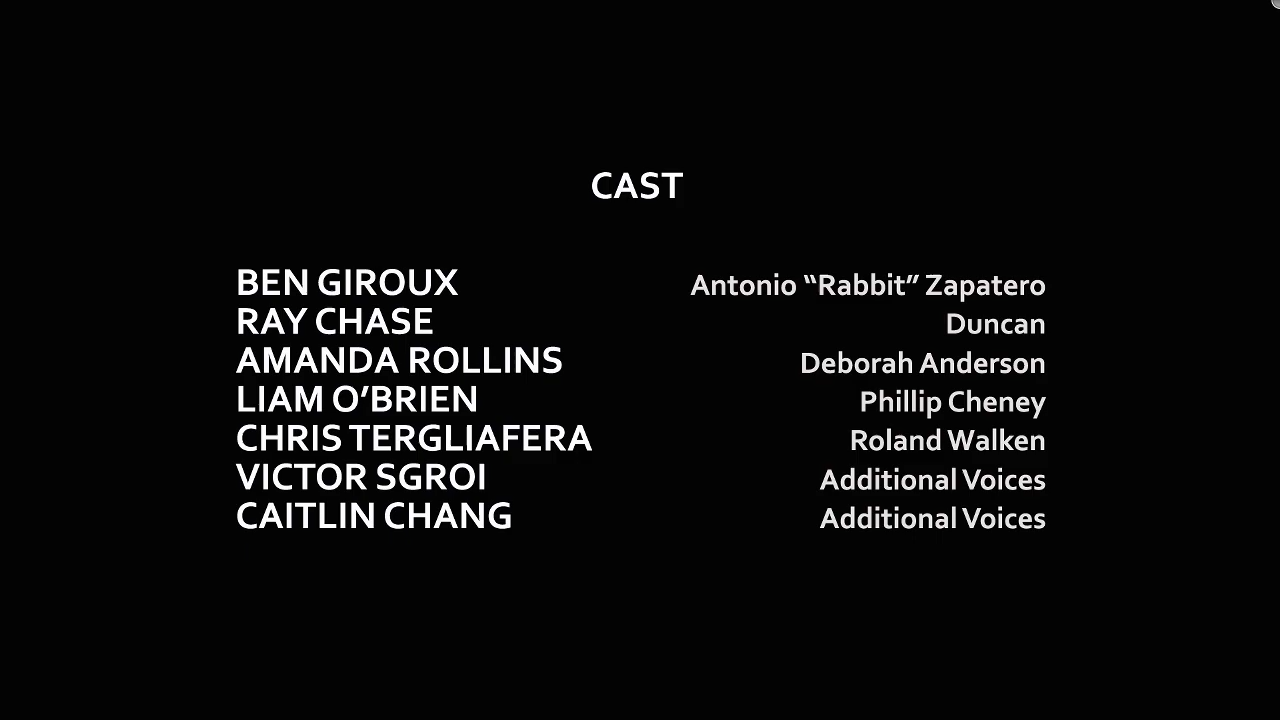 CAST
BEN GIROUX Antonio “Rabbit” Zapatero
RAY CHASE Duncan
AMANDA ROLLINS Deborah Anderson
LIAM O’BRIEN Phillip Cheney
CHRIS TERGLIAFERA Roland Walken
VICTOR SGROI Additional Voices
CAITLIN CHANG Additional Voices